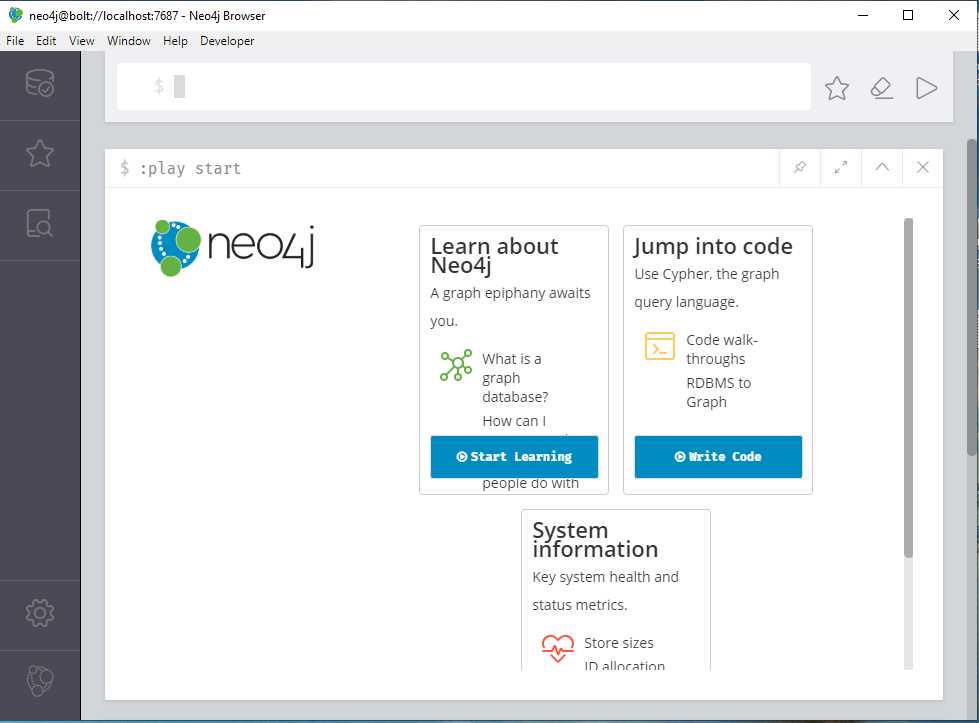 neo4j@bolt://localhost:7687 - Neo4j Browser
File Edit View Window Help Developer
$
$ :play start
neo4j
Learn about
Neo4j
A graph epiphany awaits
you.
What is a
graph
database?
How can I
Start Learning
people do with
Jump into code
Use Cypher, the graph
query language.
Code walk-
throughs
RDBMS to
Graph
Write Code
System
information
Key system health and
status metrics.
Store sizes
ID allocation